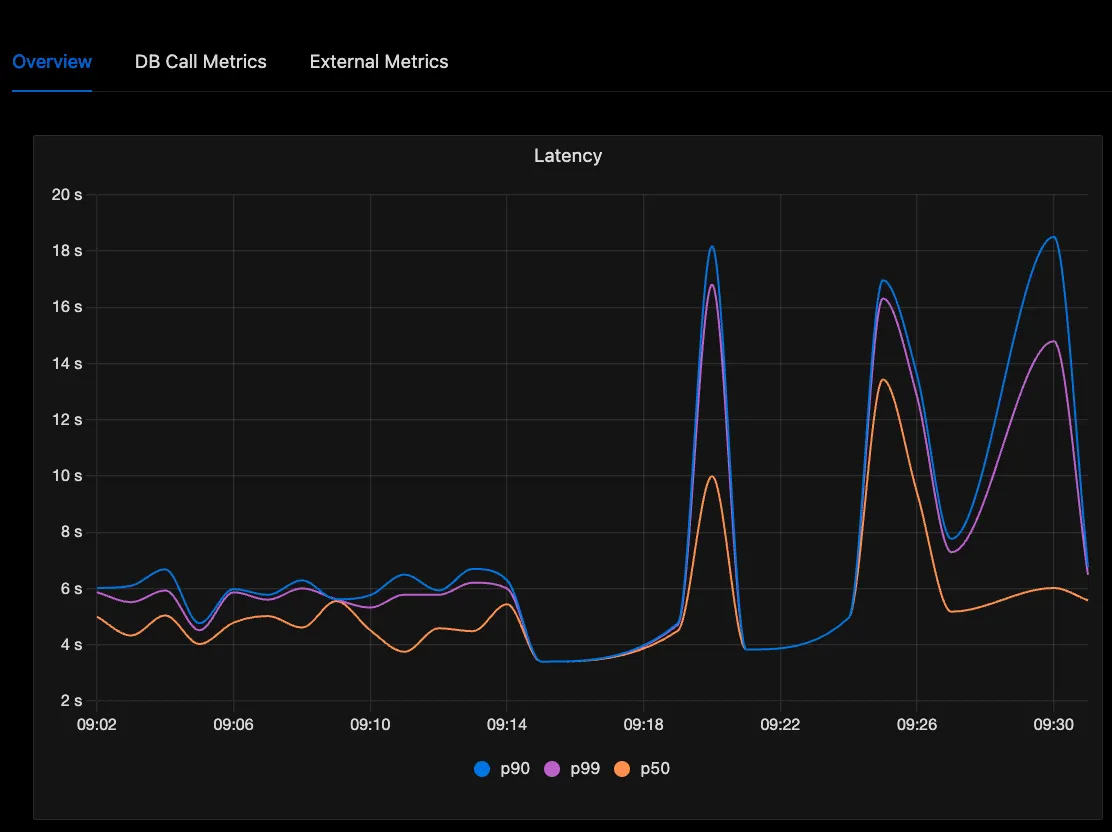 Overview DB Call Metrics External Metrics
Latency
20 s
18 s
16 s
14 s
12 s
10 s
8 s
6 s
4 s
2 s
09:02 09:06 09:10 09:14 09:18 09:22 09:26 09:30
p90 p99 p50